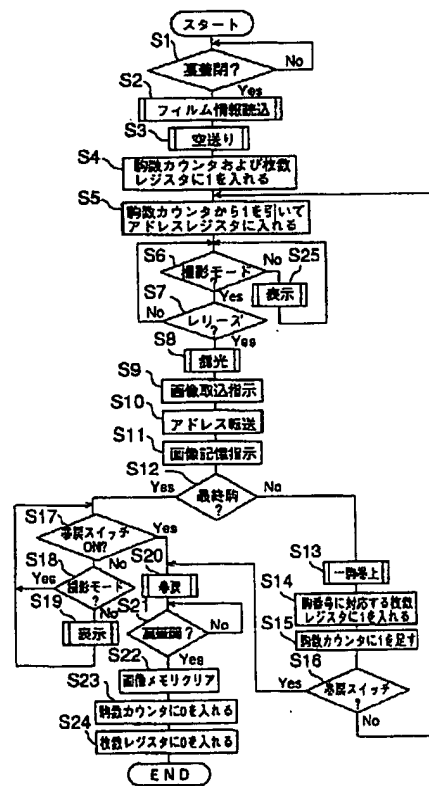 スタート
S1
裏蓋閉?
No
Yes
S2
フィルム情報読込
S3
空送り
S4
駒数カウンタおよび枚数
レジスタに1を入れる
S5
駒数カウンタから1を引いて
アドレスレジスタに入れる
S6
撮影モード
?
No
S25
Yes
表示
S7
レリーズ
?
No
Yes
S8
露光
S9
画像取込指示
S10
アドレス転送
S11
画像記憶指示
S12
最終駒
?
Yes
No
S17
巻戻スイッチ
ON?
Yes
No
S18
撮影モード
?
Yes
No
S19
表示
S20
巻戻
S21
裏蓋開?
No
Yes
S22
画像メモリクリア
S23
駒数カウンタに0を入れる
S24
枚数レジスタに0を入れる
END
S13
一駒巻上
S14
駒番号に対応する枚数
レジスタに1を入れる
S15
駒数カウンタに1を足す
S16
巻戻スイッチ
?
Yes
No